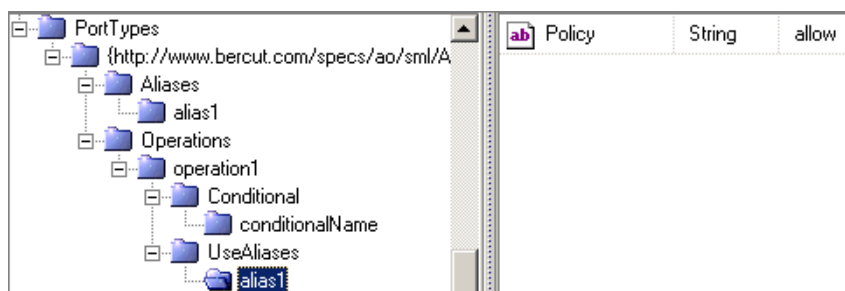 PortTypes
{http://www.bercut.com/specs/ao/sml/A
Aliases
alias1
Operations
operation1
Conditional
conditionalName
UseAliases
alias1
ab Policy String allow